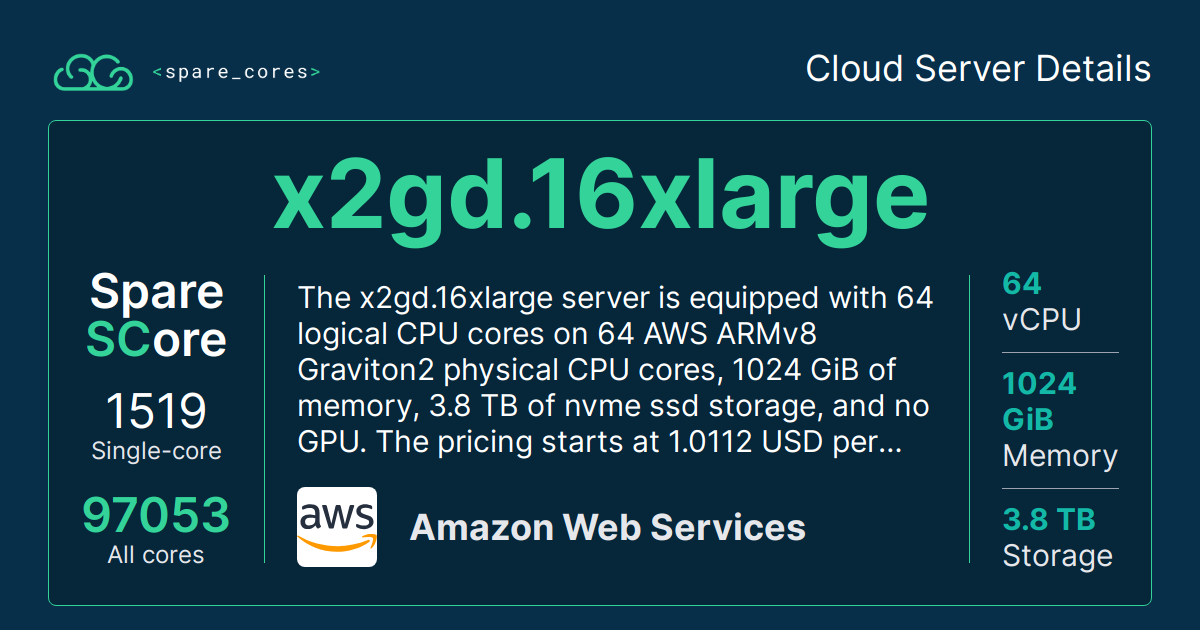 <spare_cores>
Cloud Server Details
x2gd.16xlarge
Spare
SCore
1519
Single-core
97053
All cores
The x2gd.16xlarge server is equipped with 64
logical CPU cores on 64 AWS ARMv8
Graviton2 physical CPU cores, 1024 GiB of
memory, 3.8 TB of nvme ssd storage, and no
GPU. The pricing starts at 1.0112 USD per...
aws
Amazon Web Services
64
vCPU
1024
GiB
Memory
3.8 TB
Storage